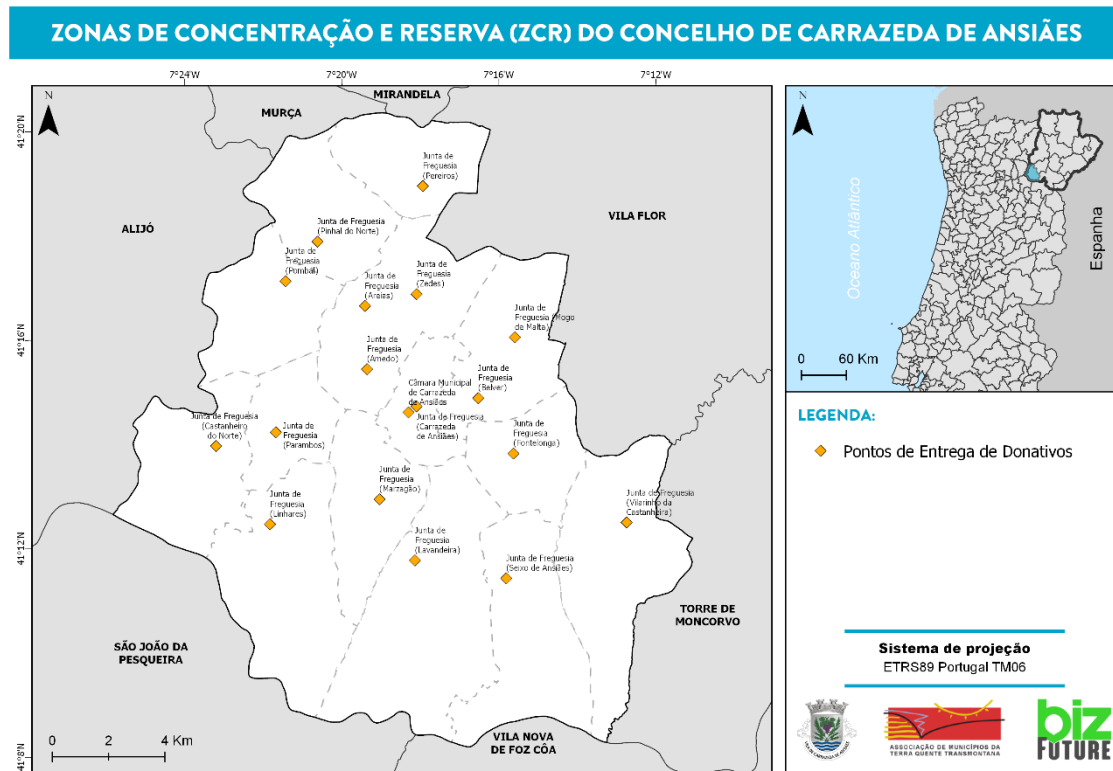 ZONAS DE CONCENTRAÇÃO E RESERVA (ZCR) DO CONCELHO DE CARRAZEDA DE ANSIÃES
7°24'W
7°20'W
7°16'W
7°12'W
41°20'N
41°16'N
41°12'N
41°8'N
N
MIRANDELA
MURÇA
ALIJÓ
VILA FLOR
Junta de
Freguesia
(Pereiros)
Junta de Freguesia
(Pinhal do Norte)
Junta de
Freguesia
(Pombal)
Junta de
Freguesia
(Zedes)
Junta de
Freguesia
Junta de
Freguesia (Mogo
de Malta)
Junta de
Freguesia
(Amedo)
Câmara Municipal
de Carrazeda
de Ansiães
Junta de
Freguesia
(Belver)
Junta de Freguesia
(Carrazeda
de Ansiães)
Junta de Freguesia
(Castanheiro
do Norte)
Junta de
Freguesia
(Parambos)
Junta de
Freguesia
(Fontelonga)
Junta de
Freguesia
(Marzagão)
Junta de
Freguesia
(Linhares)
Junta de Freguesia
(Vilarinho da
Castanheira)
Junta de
Freguesia
(Lavandeira)
Junta de Freguesia
(Seixo de Ansiães)
TORRE DE
MONCORVO
SÃO JOÃO DA
PESQUEIRA
VILA NOVA
DE FOZ CÔA
0 2 4 Km
N
Oceano Atlântico
Espanha
0 60 Km
LEGENDA:
Pontos de Entrega de Donativos
Sistema de projeção
ETRS89 Portugal TM06
ASSOCIAÇÃO DE MUNICÍPIOS DA
TERRA QUENTE TRANSMONTANA
biz
FUTURE